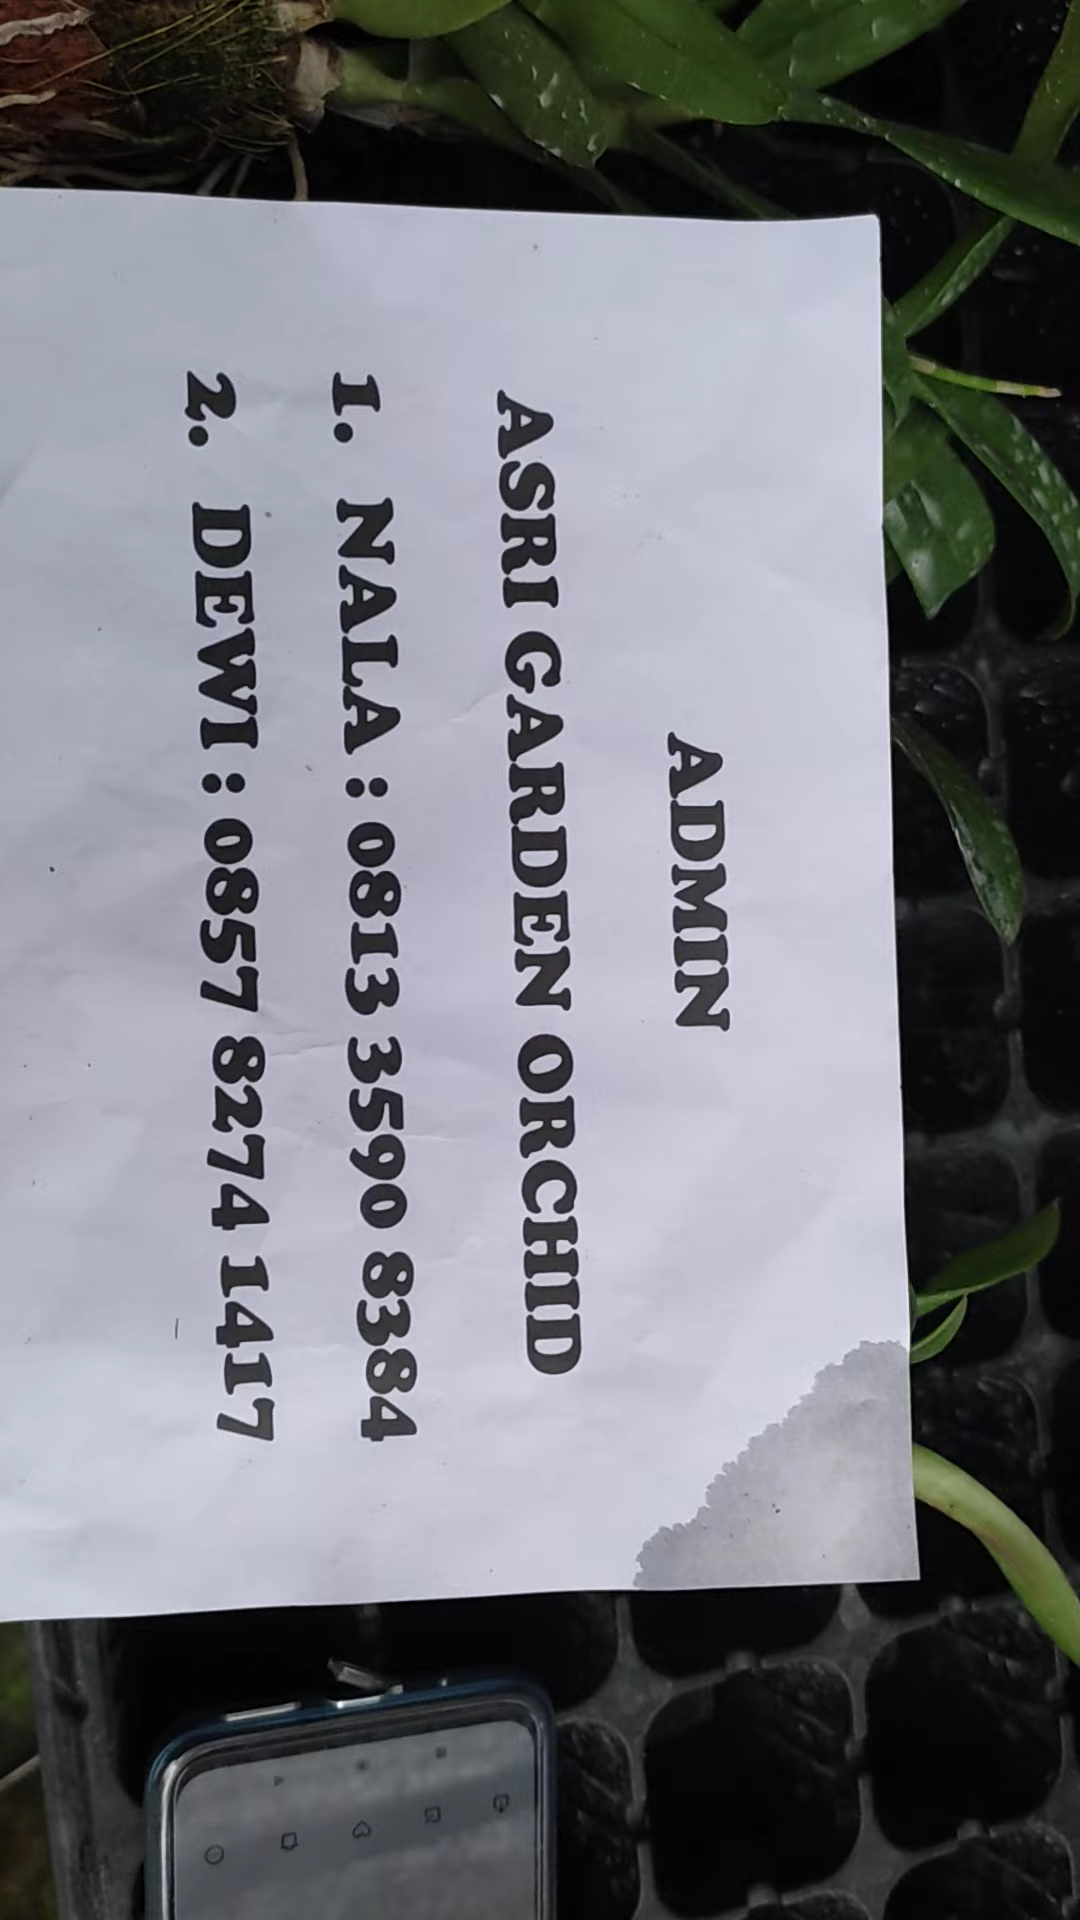 ADMIN
ASRI GARDEN ORCHID
1. NALA : 0813 3590 8384
2. DEWI : 0857 8274 1417